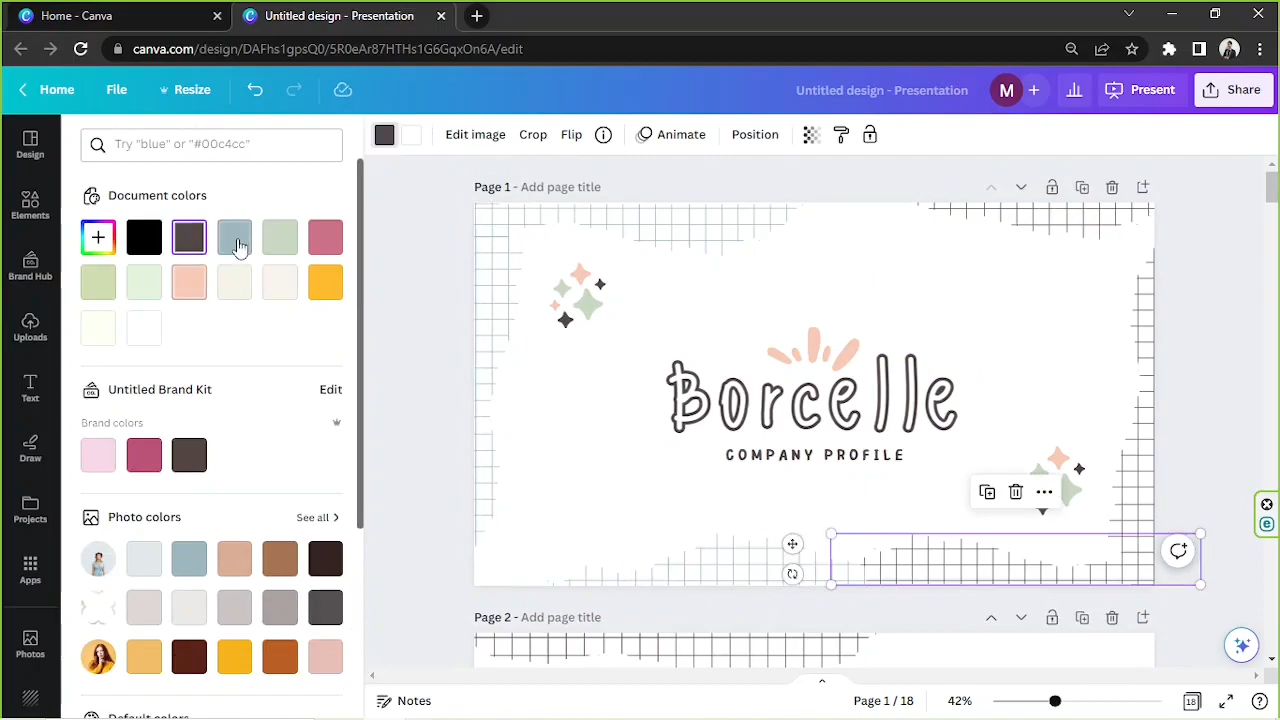 Home - Canva
Untitled design - Presentation
canva.com/design/DAFhs1gpsQ0/5R0eAr87HTHs1G6GqxOn6A/edit
Home
File
Resize
Untitled design - Presentation
M
Present
Share
Design
Elements
Brand Hub
Uploads
Text
Draw
Projects
Apps
Photos
Try "blue" or "#00c4cc"
Document colors
Untitled Brand Kit
Edit
Brand colors
Photo colors
See all
Default colors
Edit image
Crop
Flip
Animate
Position
Page 1 - Add page title
Borcelle
COMPANY PROFILE
Page 2 - Add page title
Notes
Page 1 / 18
42%
18